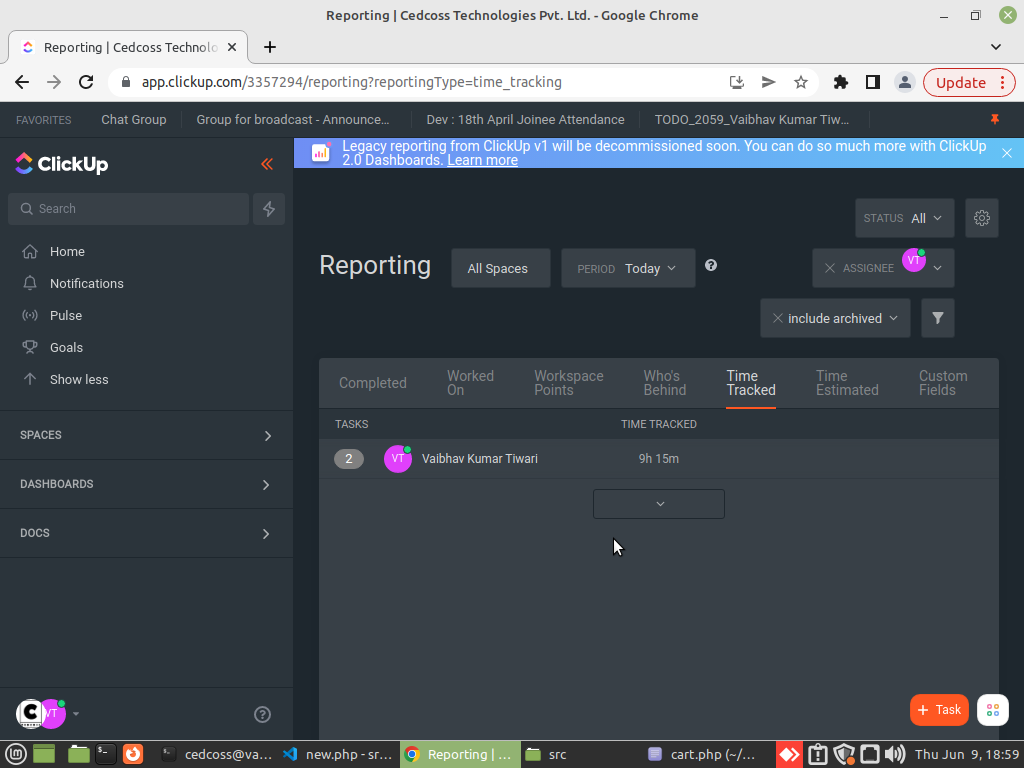 Reporting | Cedcoss Technologies Pvt. Ltd. - Google Chrome
Reporting | Cedcoss Technolo
app.clickup.com/3357294/reporting?reportingType=time_tracking
Update
FAVORITES Chat Group Group for broadcast - Announce... Dev : 18th April Joinee Attendance TODO_2059_Vaibhav Kumar Tiw...
ClickUp
Legacy reporting from ClickUp v1 will be decommissioned soon. You can do so much more with ClickUp
2.0 Dashboards. Learn more
Search
Home
Notifications
Pulse
Goals
Show less
SPACES
DASHBOARDS
DOCS
STATUS All
Reporting All Spaces PERIOD Today ? ASSIGNEE VT
include archived
Completed
Worked
On
Workspace
Points
Who's
Behind
Time
Tracked
Time
Estimated
Custom
Fields
TASKS TIME TRACKED
2 VT Vaibhav Kumar Tiwari 9h 15m
C VT ?
+ Task
cedcoss@va... new.php - sr... Reporting | ... src cart.php (~/... Thu Jun 9, 18:59